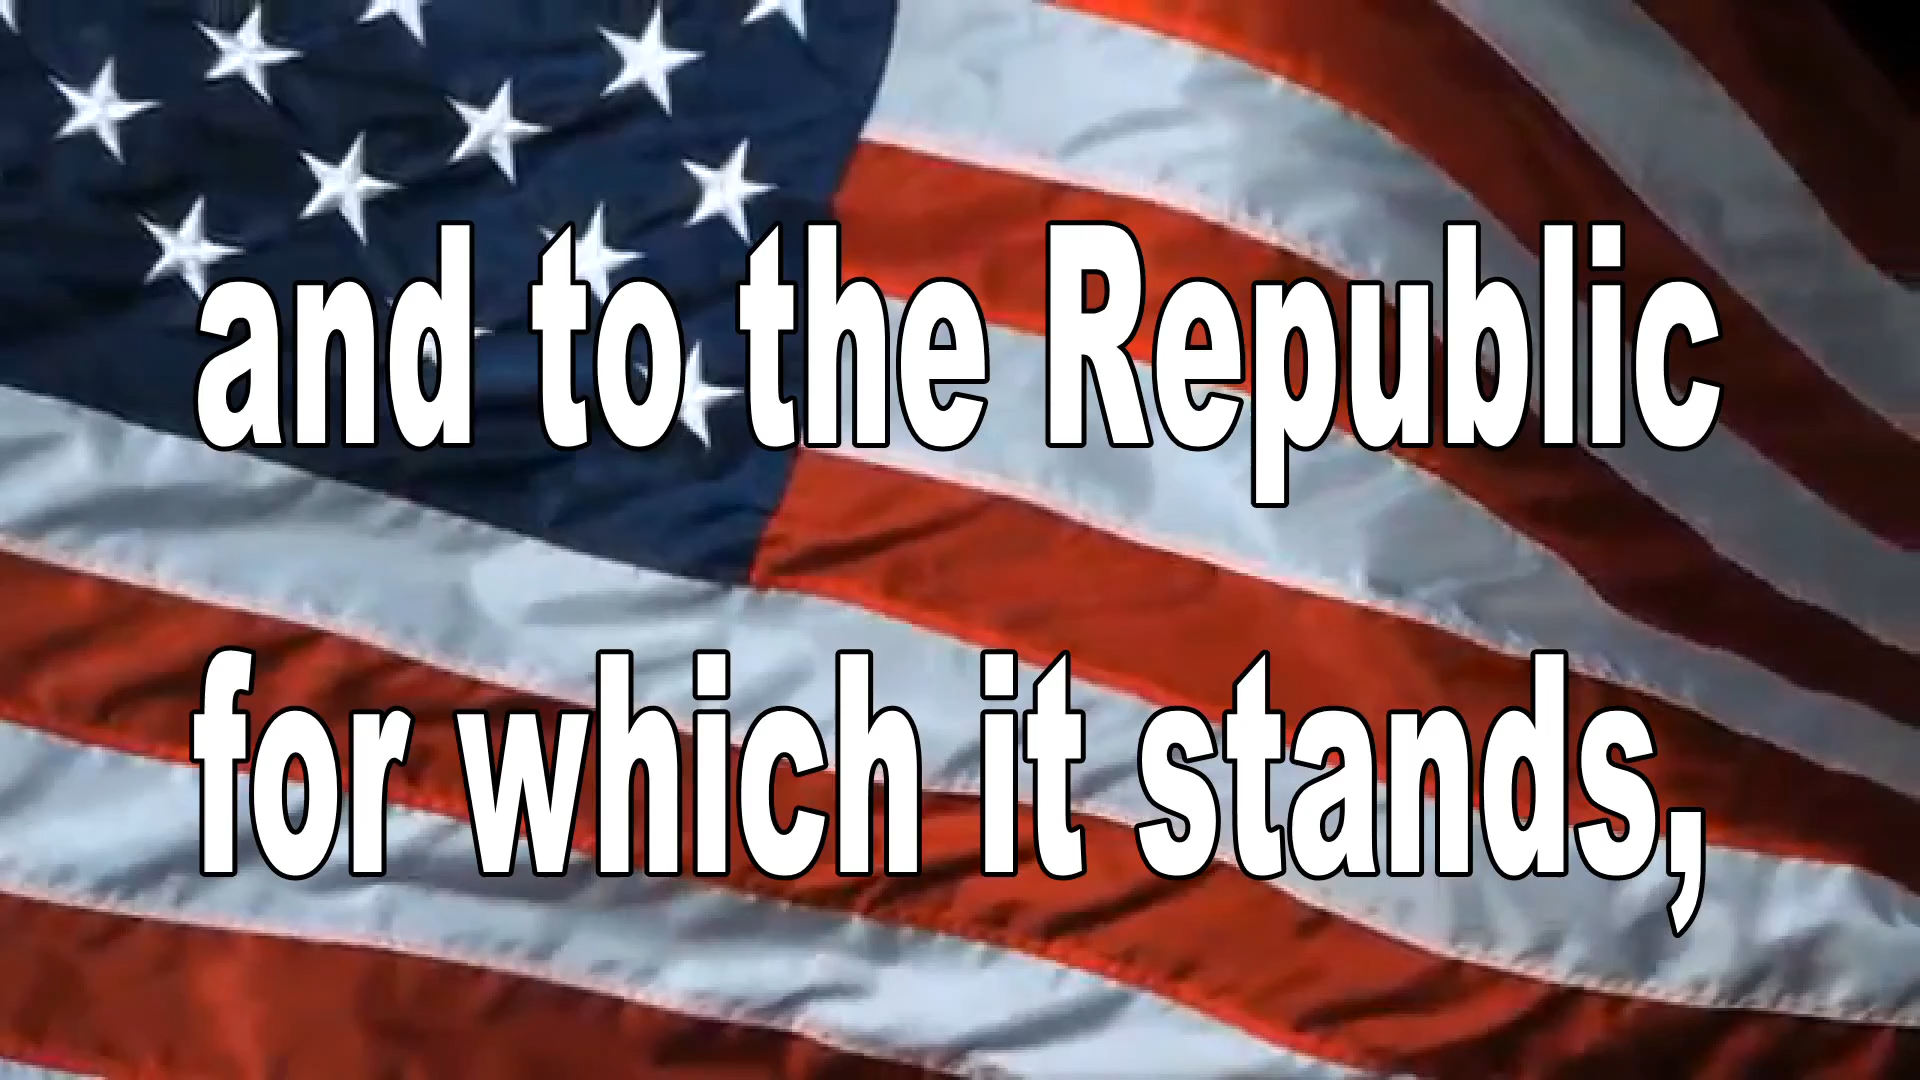 and to the Republic
for which it stands,